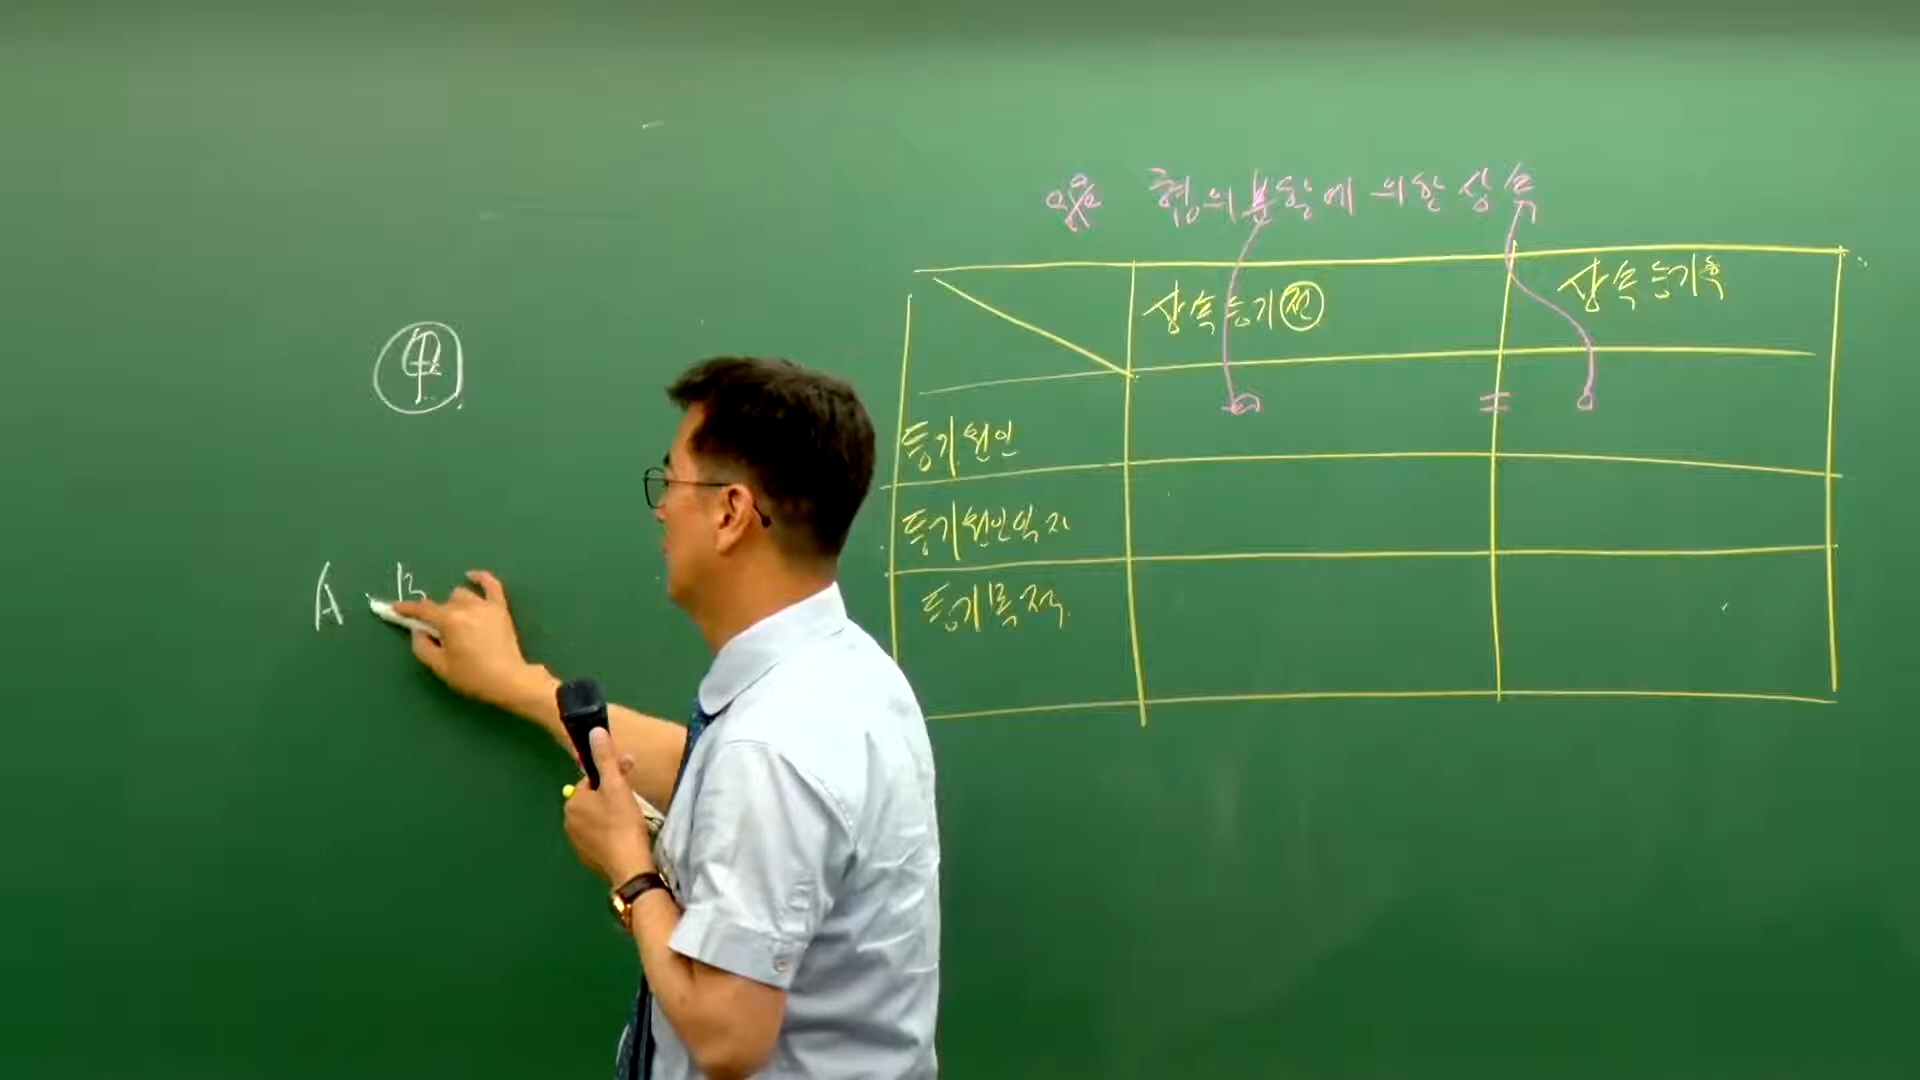 ※ 협의분할에 의한 상속
상속등기전 상속등기후
甲
등기원인
등기원인일자
A B
등기목적